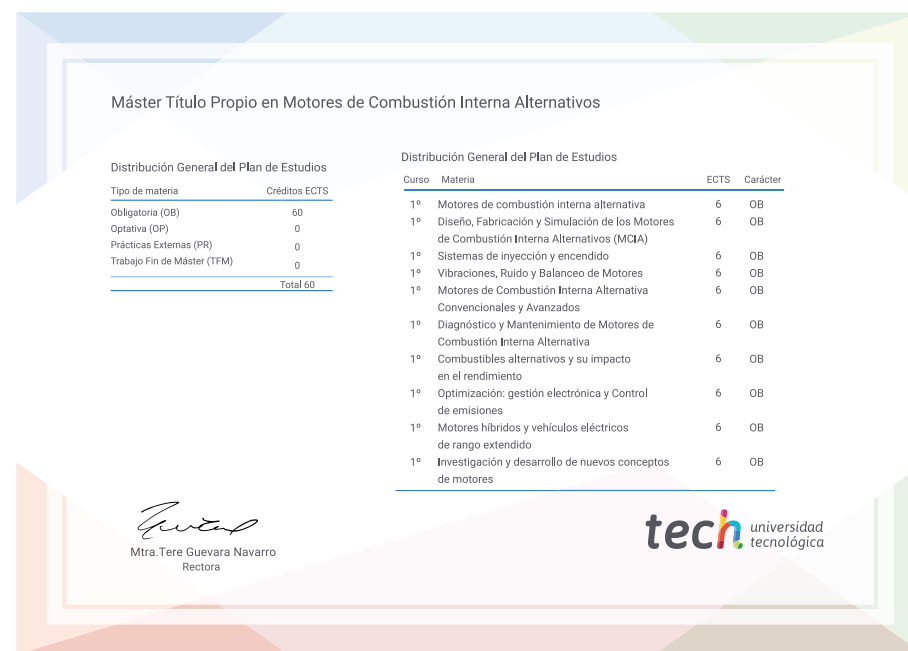 Máster Título Propio en Motores de Combustión Interna Alternativos
Distribución General del Plan de Estudios
Tipo de materia Créditos ECTS
Obligatoria (OB) 60
Optativa (OP) 0
Prácticas Externas (PR) 0
Trabajo Fin de Máster (TFM) 0
Total 60
Distribución General del Plan de Estudios
Curso Materia ECTS Carácter
1º Motores de combustión interna alternativa 6 OB
1º Diseño, Fabricación y Simulación de los Motores 6 OB
de Combustión Interna Alternativos (MCIA)
1º Sistemas de inyección y encendido 6 OB
1º Vibraciones, Ruido y Balanceo de Motores 6 OB
1º Motores de Combustión Interna Alternativa 6 OB
Convencionales y Avanzados
1º Diagnóstico y Mantenimiento de Motores de 6 OB
Combustión Interna Alternativa
1º Combustibles alternativos y su impacto 6 OB
en el rendimiento
1º Optimización: gestión electrónica y Control 6 OB
de emisiones
1º Motores híbridos y vehículos eléctricos 6 OB
de rango extendido
1º Investigación y desarrollo de nuevos conceptos 6 OB
de motores
Mtra.Tere Guevara Navarro
Rectora
tech universidad
tecnológica